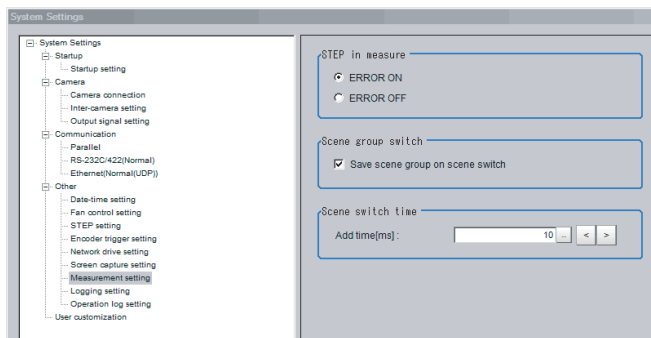 System Settings
System Settings
Startup
Startup setting
Camera
Camera connection
Inter-camera setting
Output signal setting
Communication
Parallel
RS-232C/422(Normal)
Ethernet(Normal(UDP))
Other
Date-time setting
Fan control setting
STEP setting
Encoder trigger setting
Network drive setting
Screen capture setting
Measurement setting
Logging setting
Operation log setting
User customization
STEP in measure
ERROR ON
ERROR OFF
Scene group switch
Save scene group on scene switch
Scene switch time
Add time[ms] : 10 ... < >